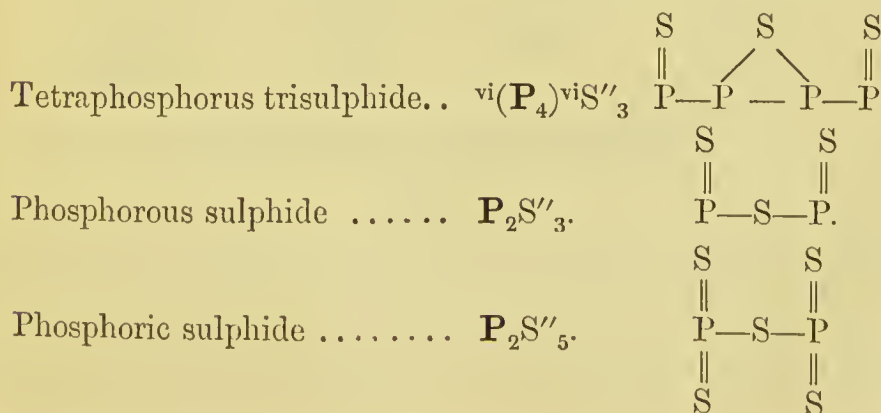 S S S
|| ||
Tetraphosphorus trisulphide.. ᵛⁱ(P₄)ᵛⁱS″₃ P—P — P—P
S S
|| ||
Phosphorous sulphide ...... P₂S″₃. P—S—P.
S S
|| ||
Phosphoric sulphide ........ P₂S″₅. P—S—P
|| ||
S S